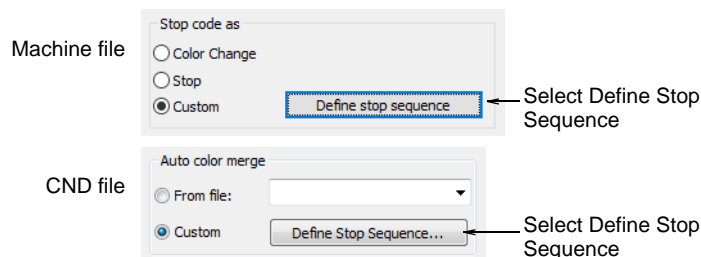 Stop code as
Machine file
Color Change
Stop
Custom
Define stop sequence
Select Define Stop
Sequence
Auto color merge
CND file
From file:
Custom
Define Stop Sequence...
Select Define Stop
Sequence